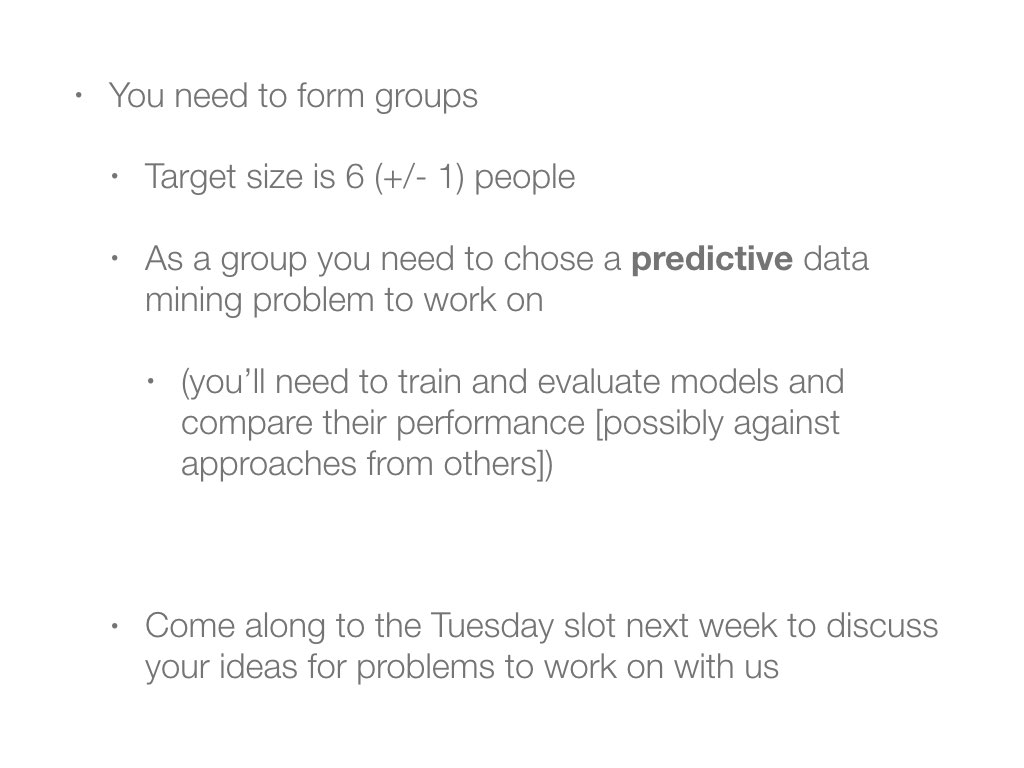 • You need to form groups
• Target size is 6 (+/- 1) people
• As a group you need to chose a predictive data
mining problem to work on
• (you’ll need to train and evaluate models and
compare their performance [possibly against
approaches from others])
• Come along to the Tuesday slot next week to discuss
your ideas for problems to work on with us